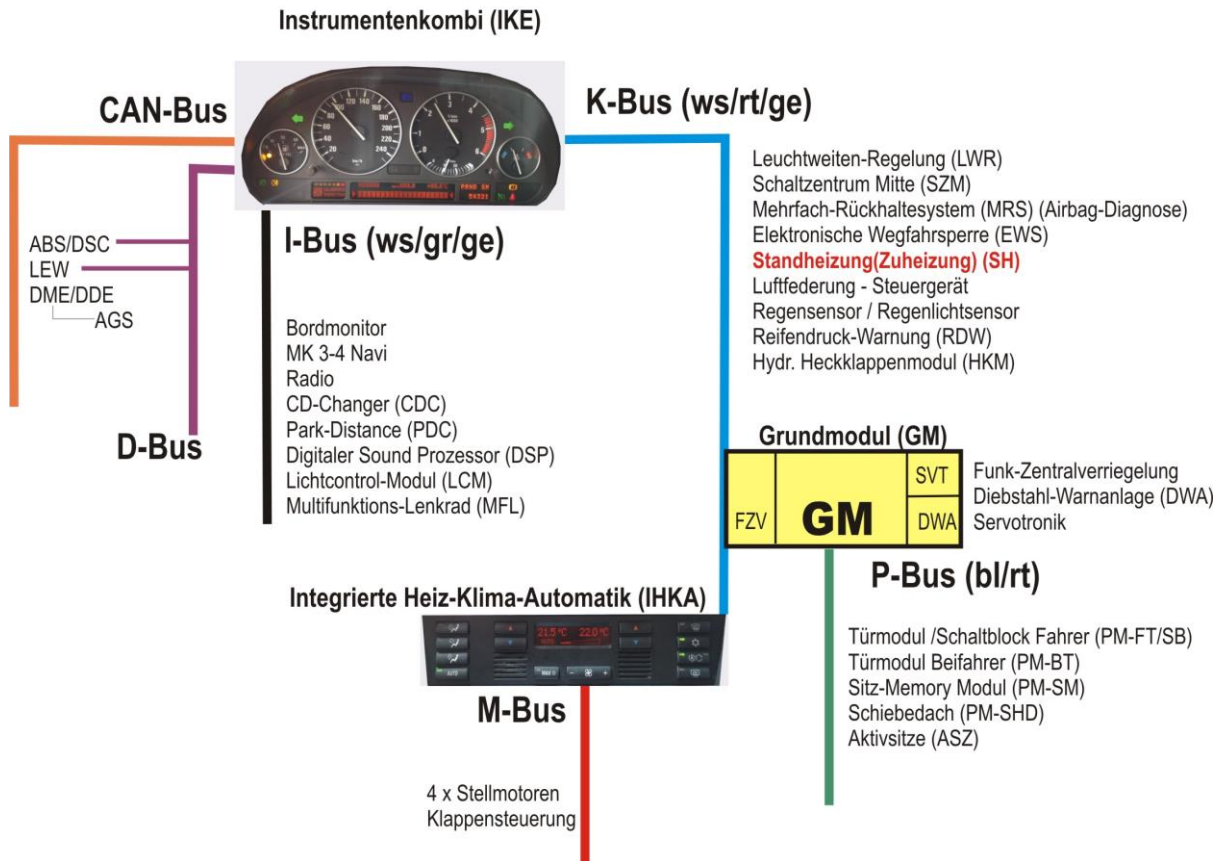 Instrumentenkombi (IKE)
CAN-Bus
K-Bus (ws/rt/ge)
I-Bus (ws/gr/ge)
ABS/DSC
LEW
DME/DDE
AGS
D-Bus
Bordmonitor
MK 3-4 Navi
Radio
CD-Changer (CDC)
Park-Distance (PDC)
Digitaler Sound Prozessor (DSP)
Lichtcontrol-Modul (LCM)
Multifunktions-Lenkrad (MFL)
Leuchtweiten-Regelung (LWR)
Schaltzentrum Mitte (SZM)
Mehrfach-Rückhaltesystem (MRS) (Airbag-Diagnose)
Elektronische Wegfahrsperre (EWS)
Standheizung(Zuheizung) (SH)
Luftfederung - Steuergerät
Regensensor / Regenlichtsensor
Reifendruck-Warnung (RDW)
Hydr. Heckklappenmodul (HKM)
Grundmodul (GM)
FZV
GM
SVT
DWA
Funk-Zentralverriegelung
Diebstahl-Warnanlage (DWA)
Servotronik
P-Bus (bl/rt)
Türmodul /Schaltblock Fahrer (PM-FT/SB)
Türmodul Beifahrer (PM-BT)
Sitz-Memory Modul (PM-SM)
Schiebedach (PM-SHD)
Aktivsitze (ASZ)
Integrierte Heiz-Klima-Automatik (IHKA)
21.5 °C 22.0 °C
AUTO
M-Bus
4 x Stellmotoren
Klappensteuerung